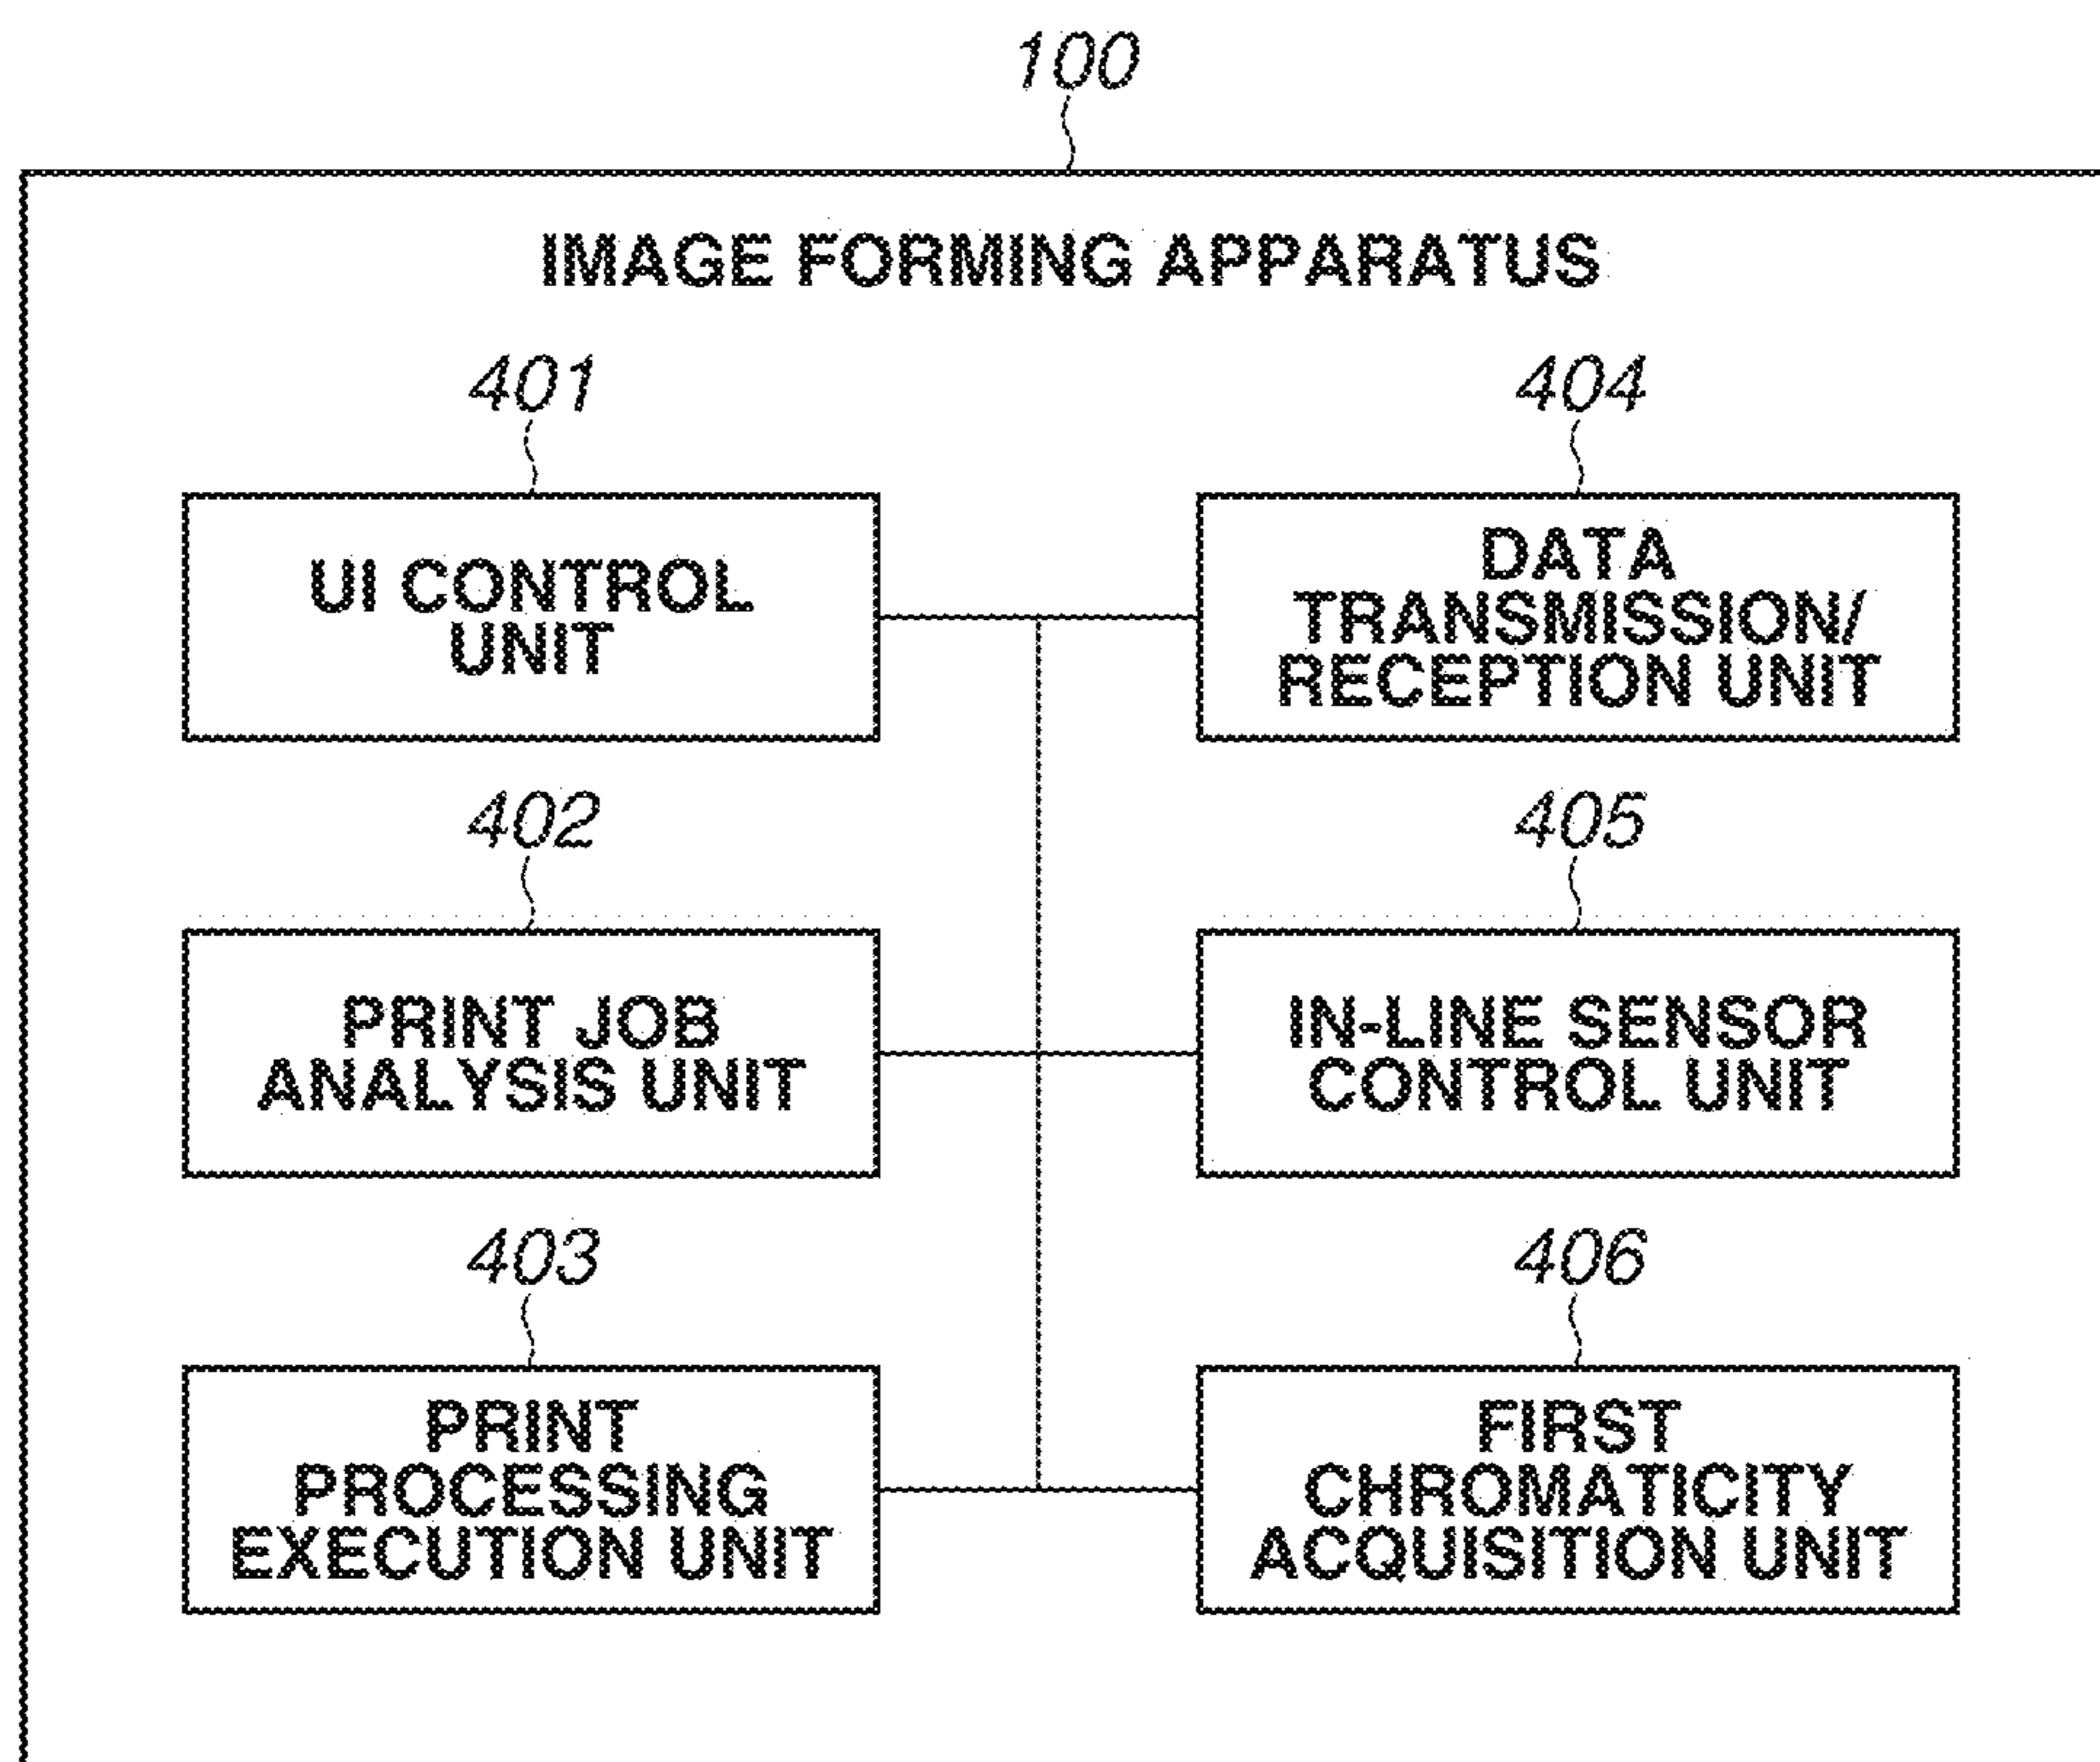 100
IMAGE FORMING APPARATUS
401
UI CONTROL
UNIT
404
DATA
TRANSMISSION/
RECEPTION UNIT
402
PRINT JOB
ANALYSIS UNIT
405
IN-LINE SENSOR
CONTROL UNIT
403
PRINT
PROCESSING
EXECUTION UNIT
406
FIRST
CHROMATICITY
ACQUISITION UNIT